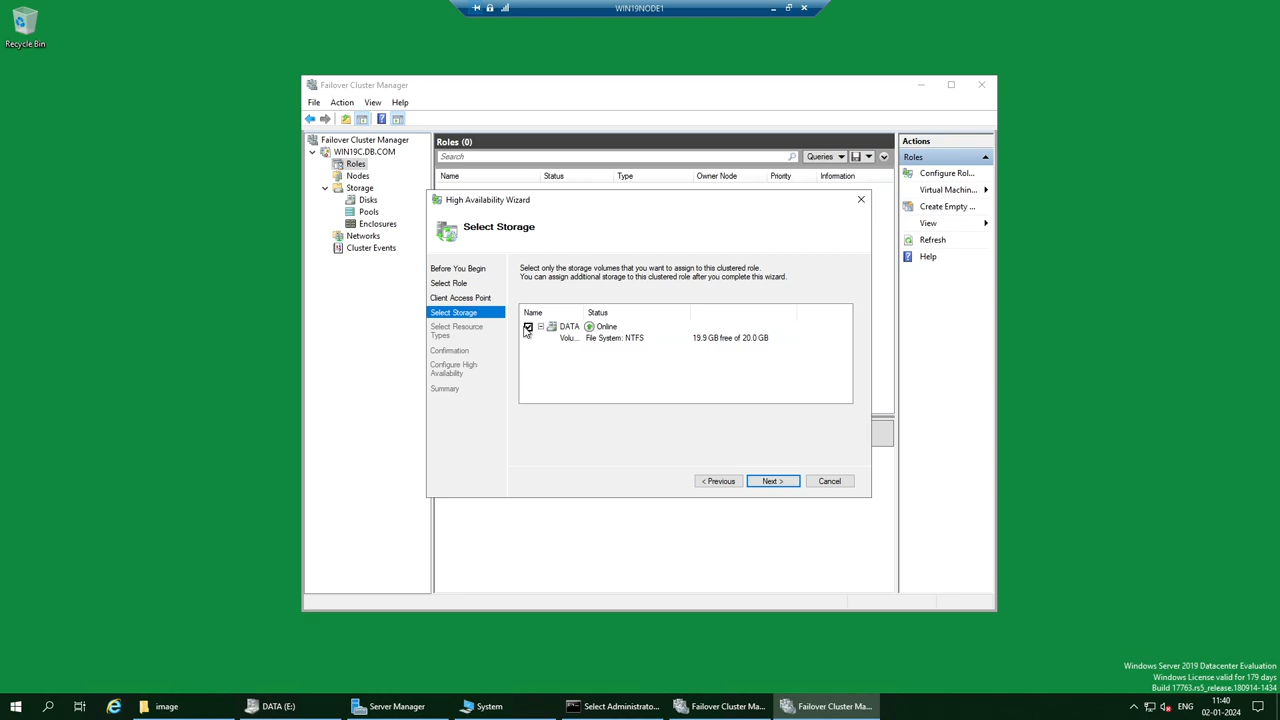 WIN19NODE1
Recycle Bin
Failover Cluster Manager
File Action View Help
Failover Cluster Manager
WIN19C.DB.COM
Roles
Nodes
Storage
Disks
Pools
Enclosures
Networks
Cluster Events
Roles (0)
Search
Queries
Name Status Type Owner Node Priority Information
Actions
Roles
Configure Rol...
Virtual Machin...
Create Empty ...
View
Refresh
Help
High Availability Wizard
Select Storage
Before You Begin
Select Role
Client Access Point
Select Storage
Select Resource
Types
Confirmation
Configure High
Availability
Summary
Select only the storage volumes that you want to assign to this clustered role.
You can assign additional storage to this clustered role after you complete this wizard.
Name Status
DATA Online
Volu... File System: NTFS 19.9 GB free of 20.0 GB
< Previous Next > Cancel
Windows Server 2019 Datacenter Evaluation
Windows License valid for 179 days
Build 17763.rs5_release.180914-1434
image DATA (E:) Server Manager System Select Administrato... Failover Cluster Ma... Failover Cluster Ma... ENG 11:40
02-01-2024